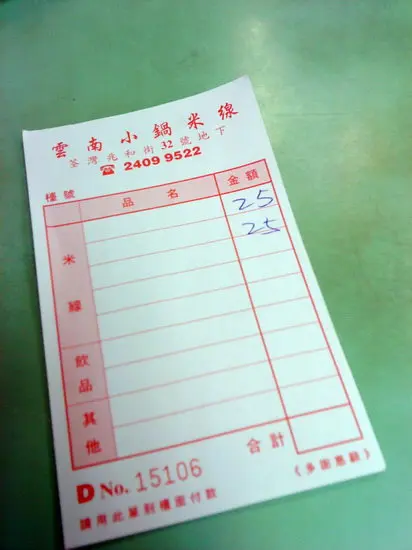 雲南小鍋米線
荃灣兆和街32號地下
☎ 2409 9522
檯號 品名 金額
25
25
米線
飲品
其他
合計
D No. 15106 《多謝惠顧》
請用此單到櫃面付款